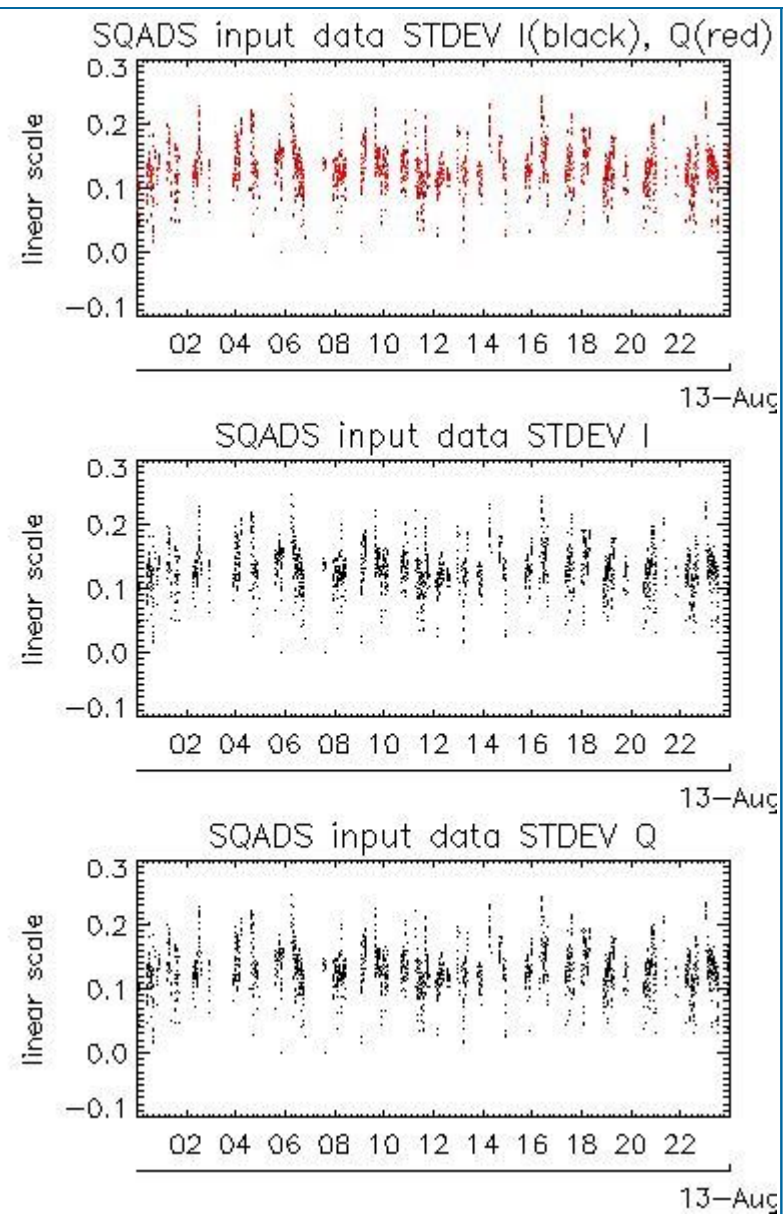 SQADS input data STDEV I(black), Q(red)
0.3
0.2
0.1
0.0
−0.1
linear scale
02 04 06 08 10 12 14 16 18 20 22
13−Aug
SQADS input data STDEV I
0.3
0.2
0.1
0.0
−0.1
linear scale
02 04 06 08 10 12 14 16 18 20 22
13−Aug
SQADS input data STDEV Q
0.3
0.2
0.1
0.0
−0.1
linear scale
02 04 06 08 10 12 14 16 18 20 22
13−Aug